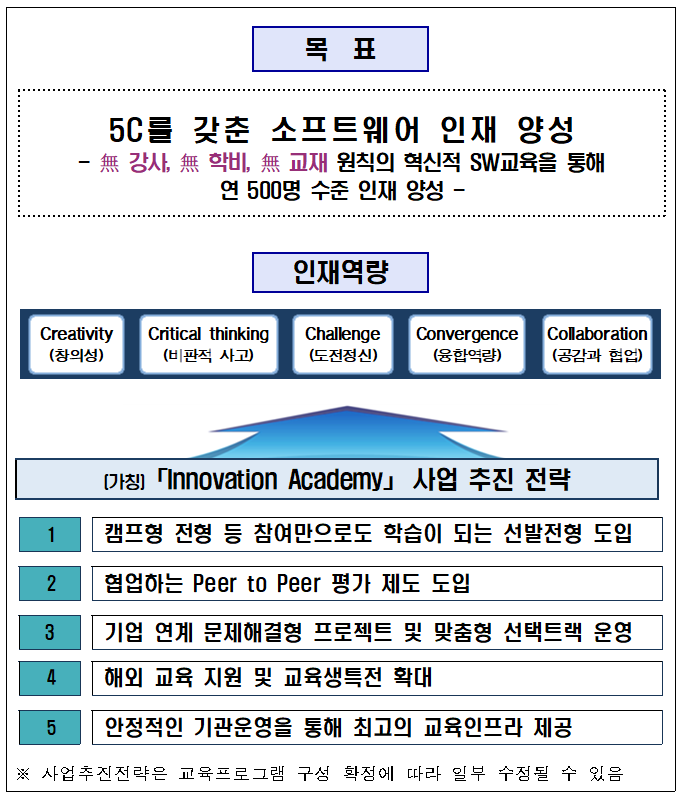 목 표
5C를 갖춘 소프트웨어 인재 양성
- 無 강사, 無 학비, 無 교재 원칙의 혁신적 SW교육을 통해
연 500명 수준 인재 양성 -
인재역량
Creativity Critical thinking Challenge Convergence Collaboration
(창의성) (비판적 사고) (도전정신) (융합역량) (공감과 협업)
(가칭)「Innovation Academy」 사업 추진 전략
1 캠프형 전형 등 참여만으로도 학습이 되는 선발전형 도입
2 협업하는 Peer to Peer 평가 제도 도입
3 기업 연계 문제해결형 프로젝트 및 맞춤형 선택트랙 운영
4 해외 교육 지원 및 교육생특전 확대
5 안정적인 기관운영을 통해 최고의 교육인프라 제공
※ 사업추진전략은 교육프로그램 구성 확정에 따라 일부 수정될 수 있음